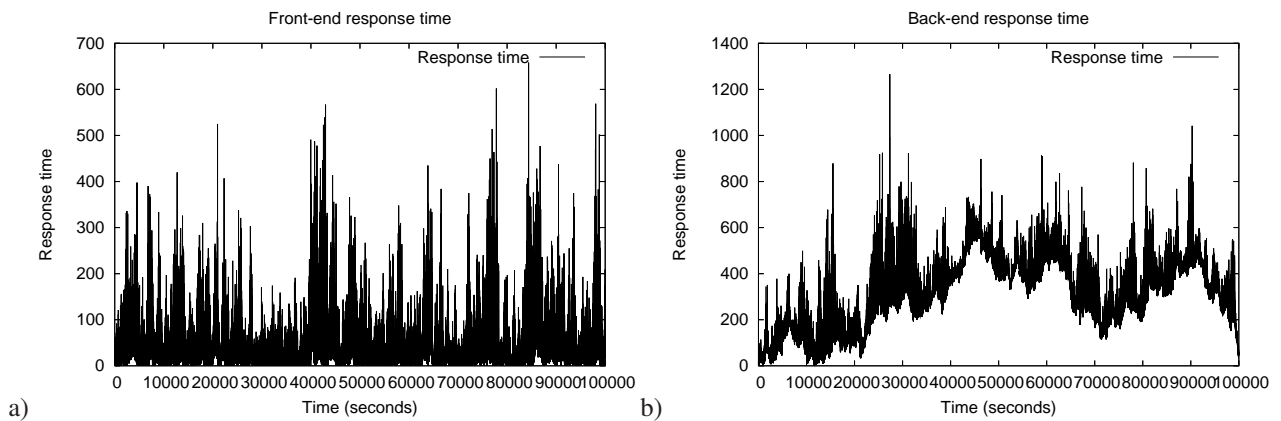 Front-end response time
700
600
500
400
300
200
100
0
Response time
Response time
0 10000 20000 30000 40000 50000 60000 70000 80000 90000 100000
Time (seconds)
a)
Back-end response time
1400
1200
1000
800
600
400
200
0
Response time
Response time
0 10000 20000 30000 40000 50000 60000 70000 80000 90000 100000
Time (seconds)
b)